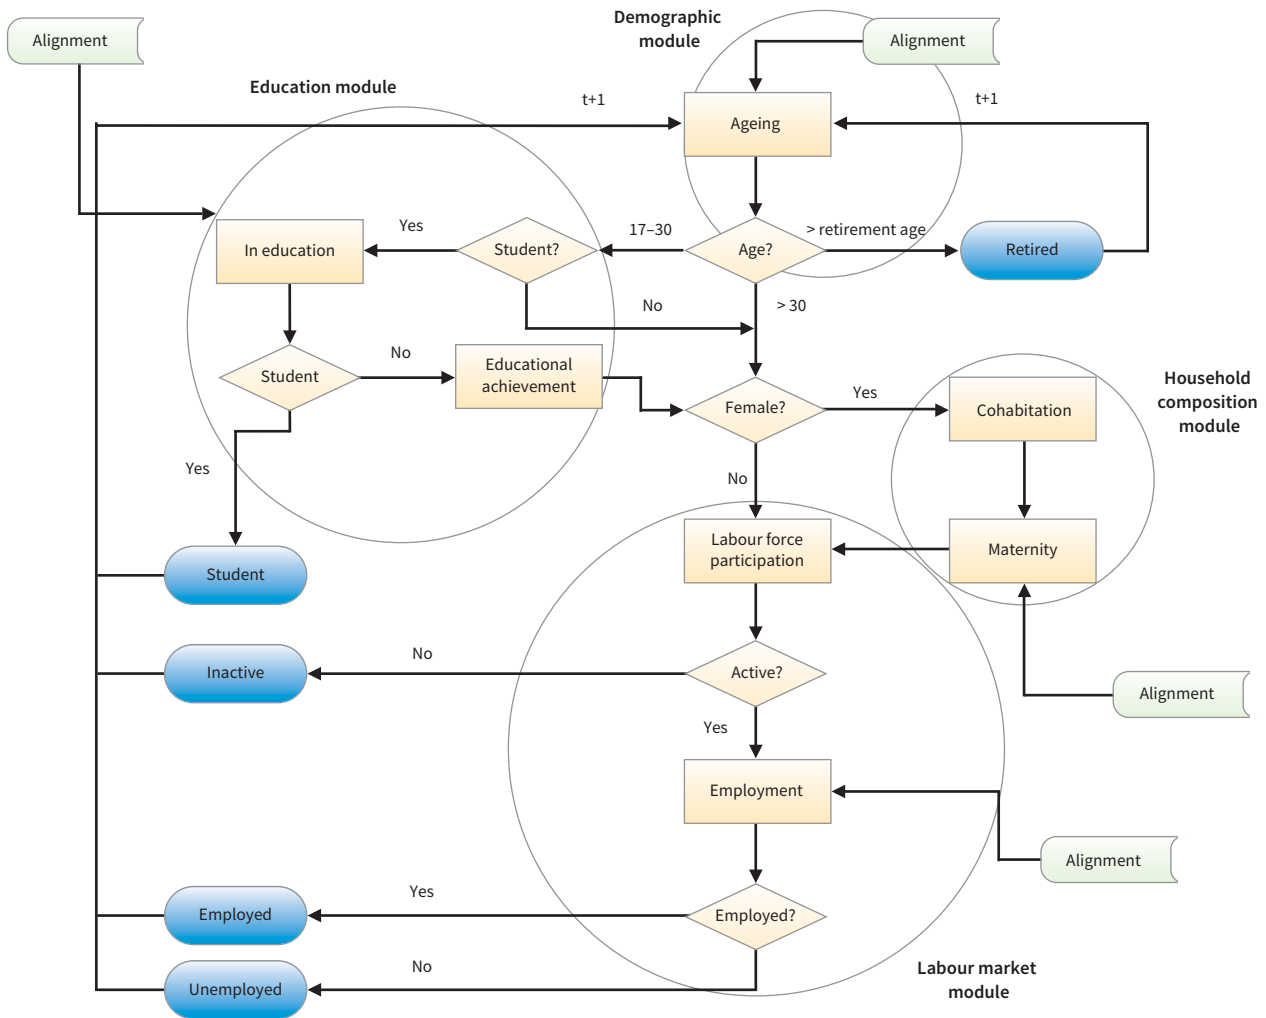 Alignment
Demographic
module
Alignment
Education module
t+1
t+1
Ageing
In education
Yes
Student?
17–30
Age?
> retirement age
Retired
No
> 30
Student
No
Educational
achievement
Female?
Yes
Cohabitation
Household
composition
module
Yes
No
Labour force
participation
Maternity
Student
Inactive
No
Active?
Alignment
Yes
Employment
Alignment
Employed
Yes
Employed?
Unemployed
No
Labour market
module